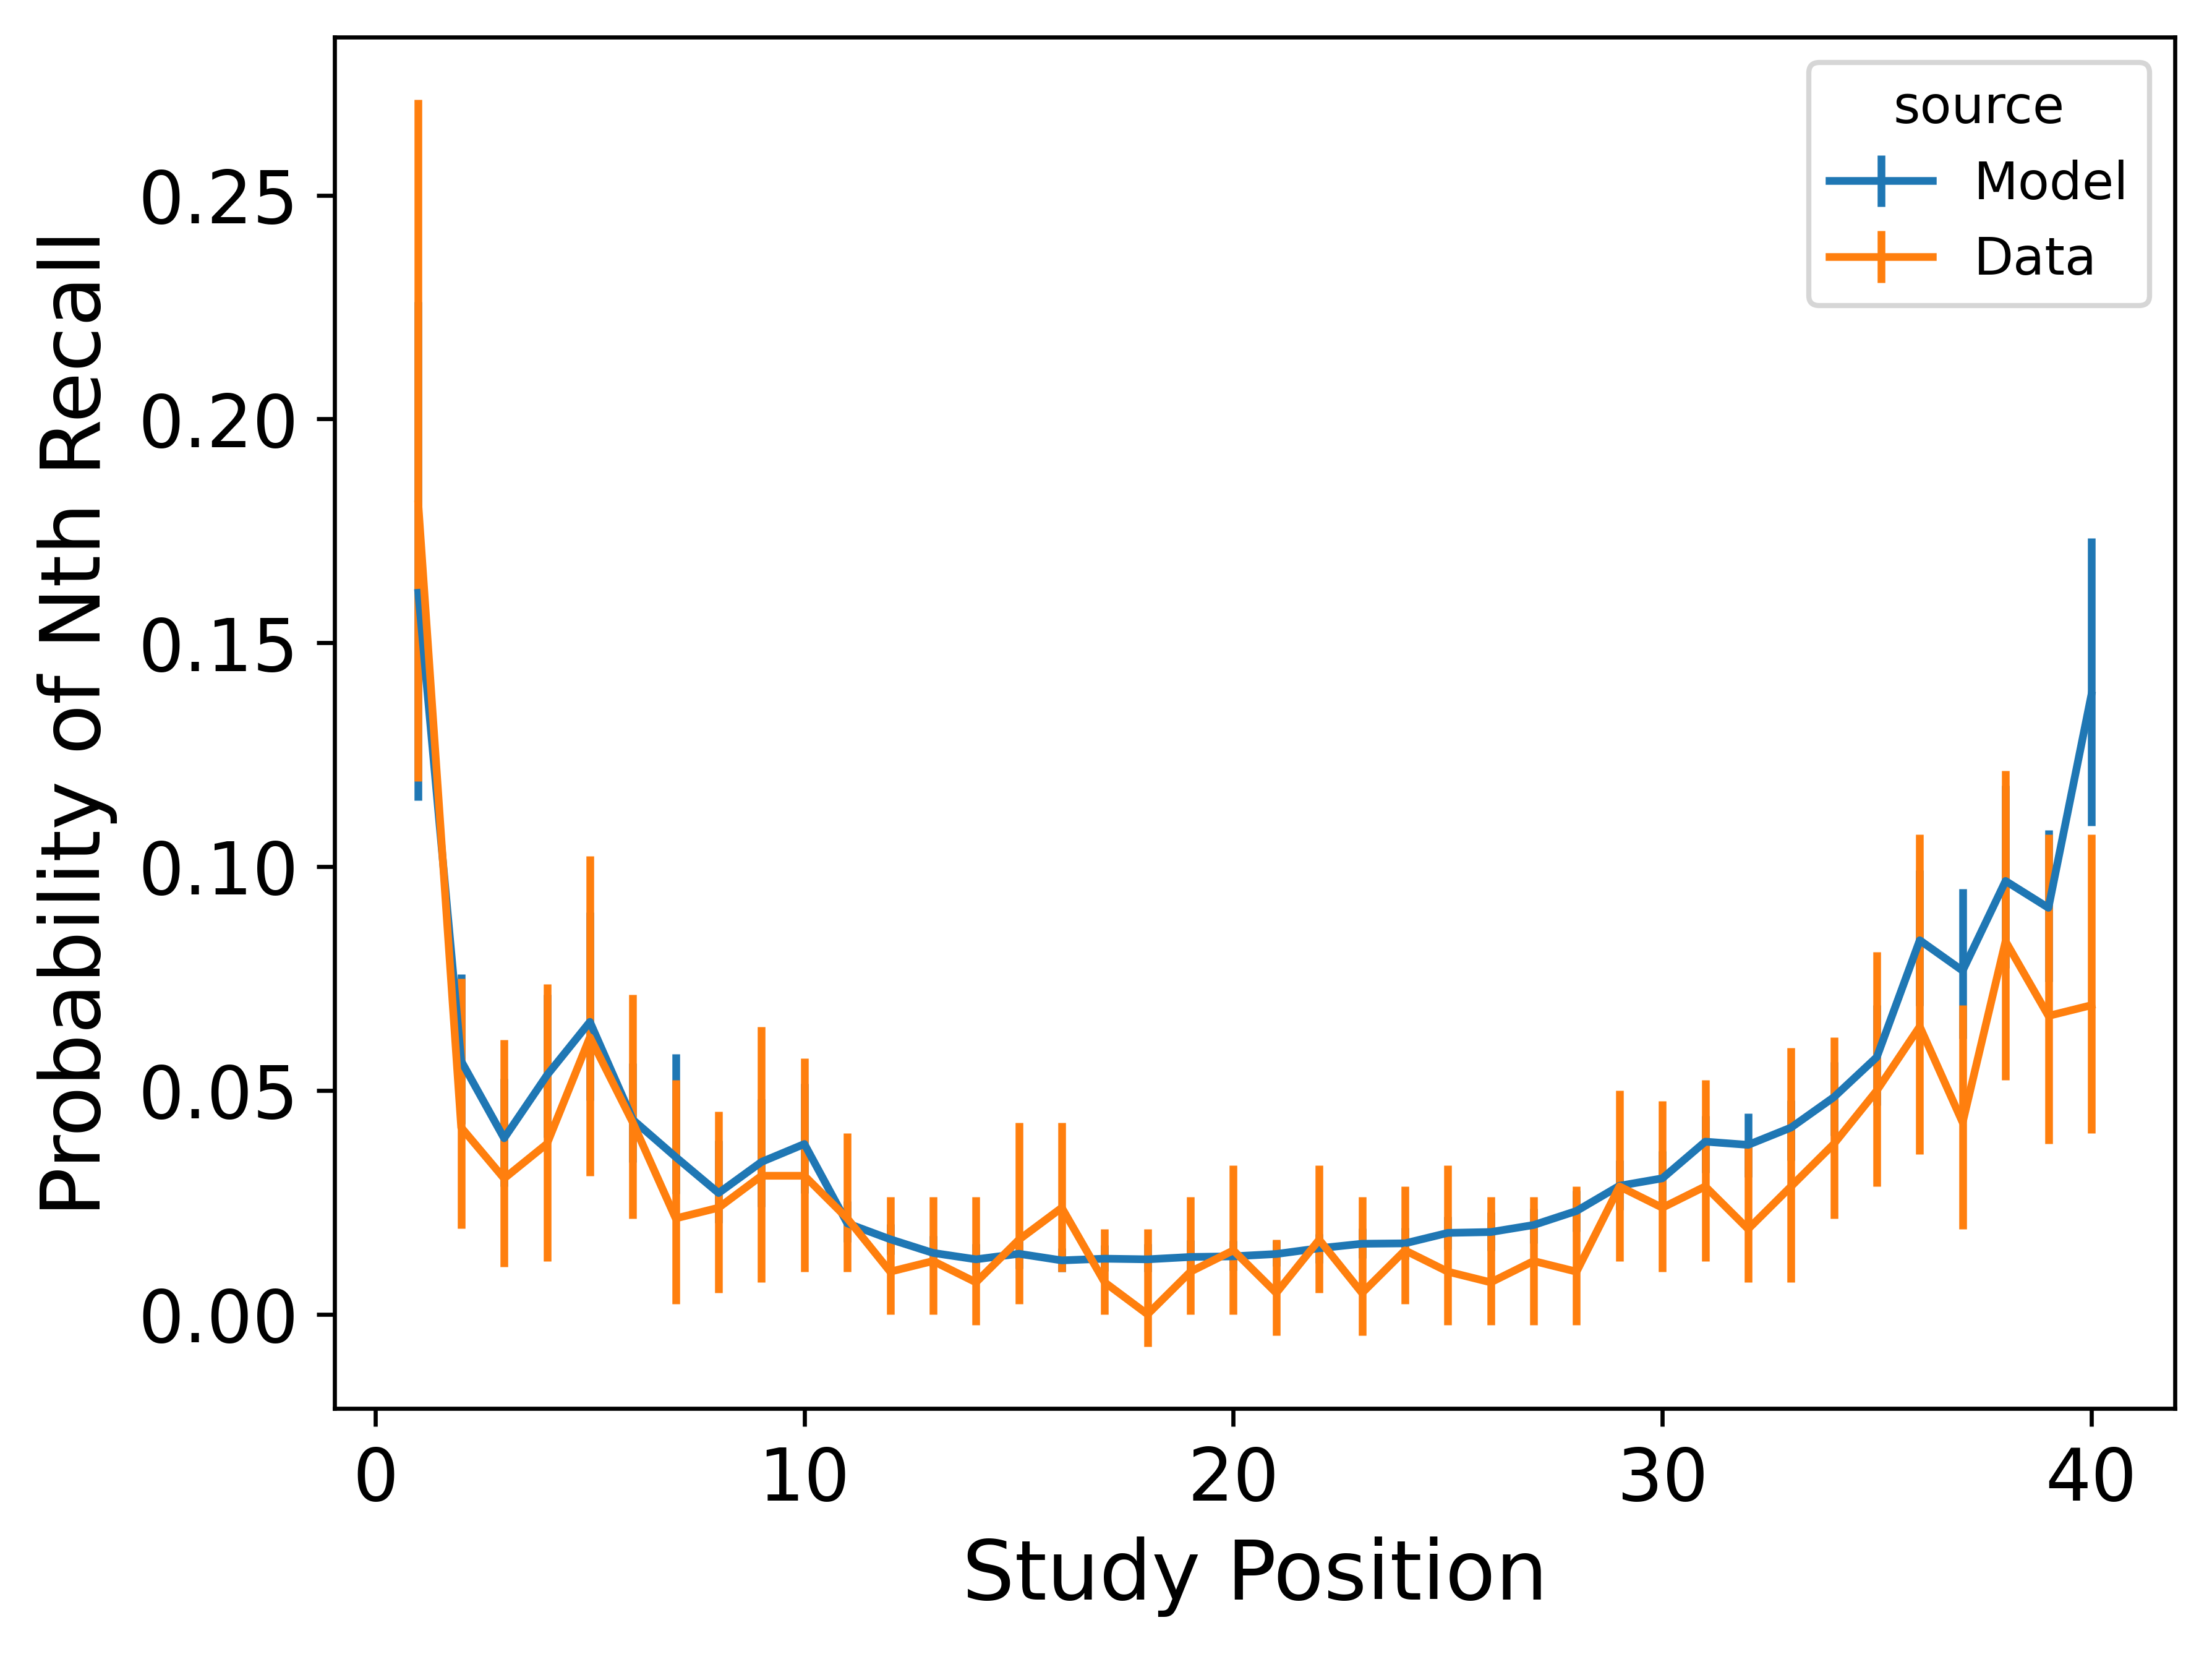 source
Model
Data
Probability of Nth Recall
0.25
0.20
0.15
0.10
0.05
0.00
0 10 20 30 40
Study Position